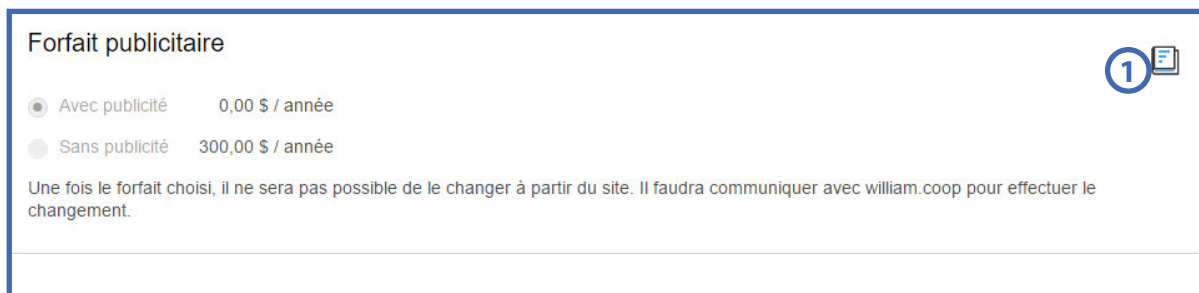 Forfait publicitaire
1
Avec publicité 0,00 $ / année
Sans publicité 300,00 $ / année
Une fois le forfait choisi, il ne sera pas possible de le changer à partir du site. Il faudra communiquer avec william.coop pour effectuer le
changement.